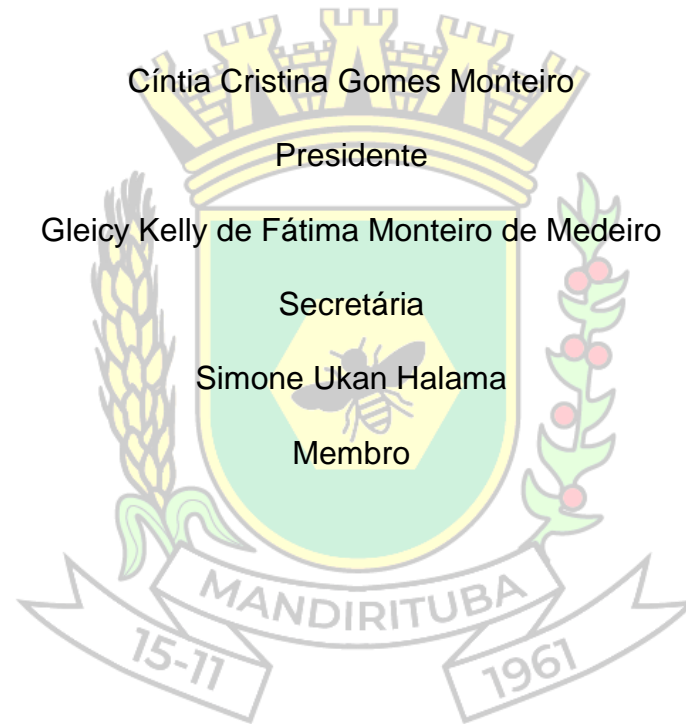 Cíntia Cristina Gomes Monteiro
Presidente
Gleicy Kelly de Fátima Monteiro de Medeiro
Secretária
Simone Ukan Halama
Membro
MANDIRITUBA
15-11
1961